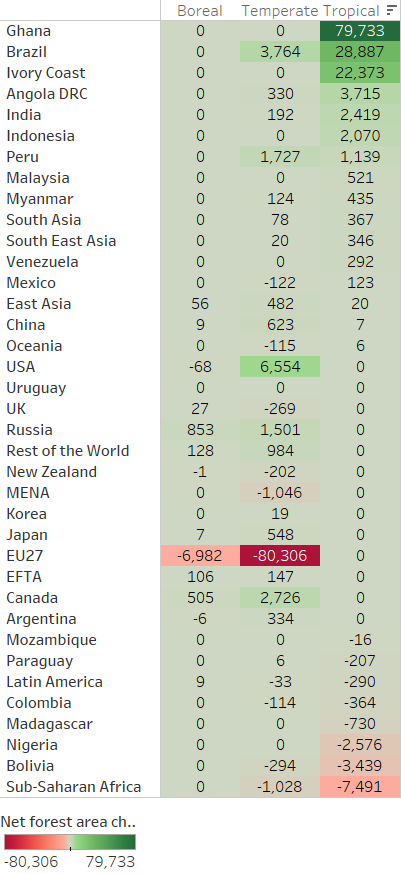 Boreal Temperate Tropical
Ghana 0 0 79,733
Brazil 0 3,764 28,887
Ivory Coast 0 0 22,373
Angola DRC 0 330 3,715
India 0 192 2,419
Indonesia 0 0 2,070
Peru 0 1,727 1,139
Malaysia 0 0 521
Myanmar 0 124 435
South Asia 0 78 367
South East Asia 0 20 346
Venezuela 0 0 292
Mexico 0 -122 123
East Asia 56 482 20
China 9 623 7
Oceania 0 -115 6
USA -68 6,554 0
Uruguay 0 0 0
UK 27 -269 0
Russia 853 1,501 0
Rest of the World 128 984 0
New Zealand -1 -202 0
MENA 0 -1,046 0
Korea 0 19 0
Japan 7 548 0
EU27 -6,982 -80,306 0
EFTA 106 147 0
Canada 505 2,726 0
Argentina -6 334 0
Mozambique 0 0 -16
Paraguay 0 6 -207
Latin America 9 -33 -290
Colombia 0 -114 -364
Madagascar 0 0 -730
Nigeria 0 0 -2,576
Bolivia 0 -294 -3,439
Sub-Saharan Africa 0 -1,028 -7,491
Net forest area ch..
-80,306 79,733